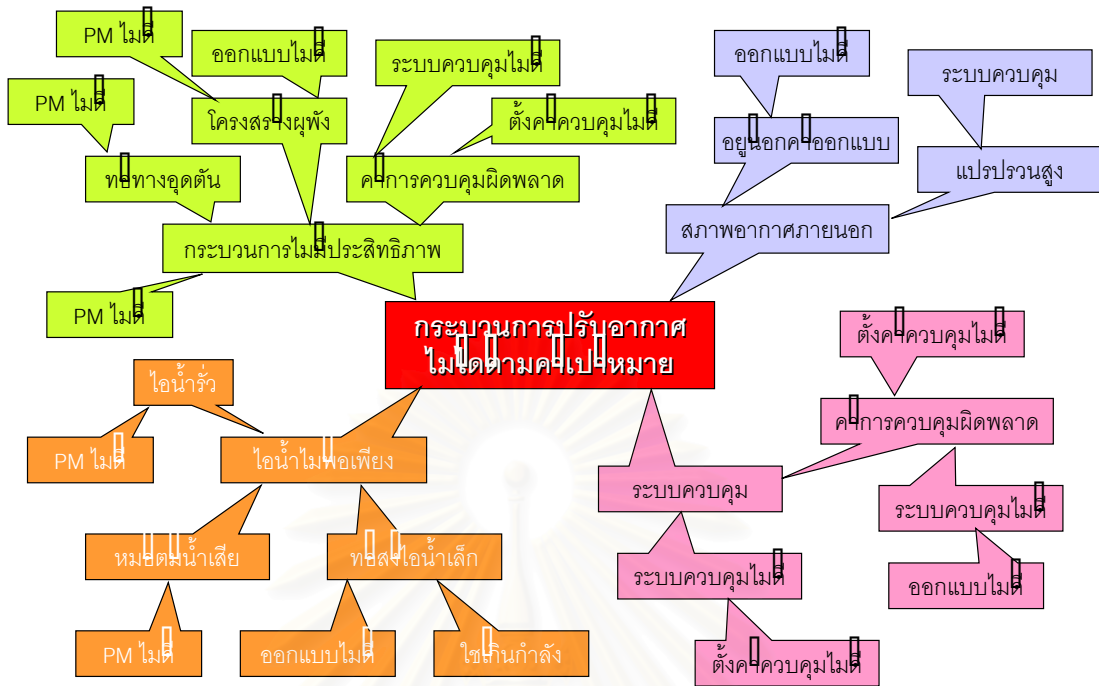 PM ไม่ดี
ออกแบบไม่ดี
ระบบควบคุมไม่ดี
PM ไม่ดี
โครงสร้างผุพัง
ตั้งค่าควบคุมไม่ดี
ท่อทางอุดตัน
ค่าการควบคุมผิดพลาด
กระบวนการไม่มีประสิทธิภาพ
PM ไม่ดี
ออกแบบไม่ดี
ระบบควบคุม
อยู่นอกค่าออกแบบ
แปรปรวนสูง
สภาพอากาศภายนอก
กระบวนการปรับอากาศ
ไม่ได้ตามค่าเป้าหมาย
ไอน้ำรั่ว
PM ไม่ดี
ไอน้ำไม่พอเพียง
หม้อต้มน้ำเสีย
ท่อส่งไอน้ำเล็ก
PM ไม่ดี
ออกแบบไม่ดี
ใช้เกินกำลัง
ตั้งค่าควบคุมไม่ดี
ค่าการควบคุมผิดพลาด
ระบบควบคุม
ระบบควบคุมไม่ดี
ระบบควบคุมไม่ดี
ออกแบบไม่ดี
ตั้งค่าควบคุมไม่ดี